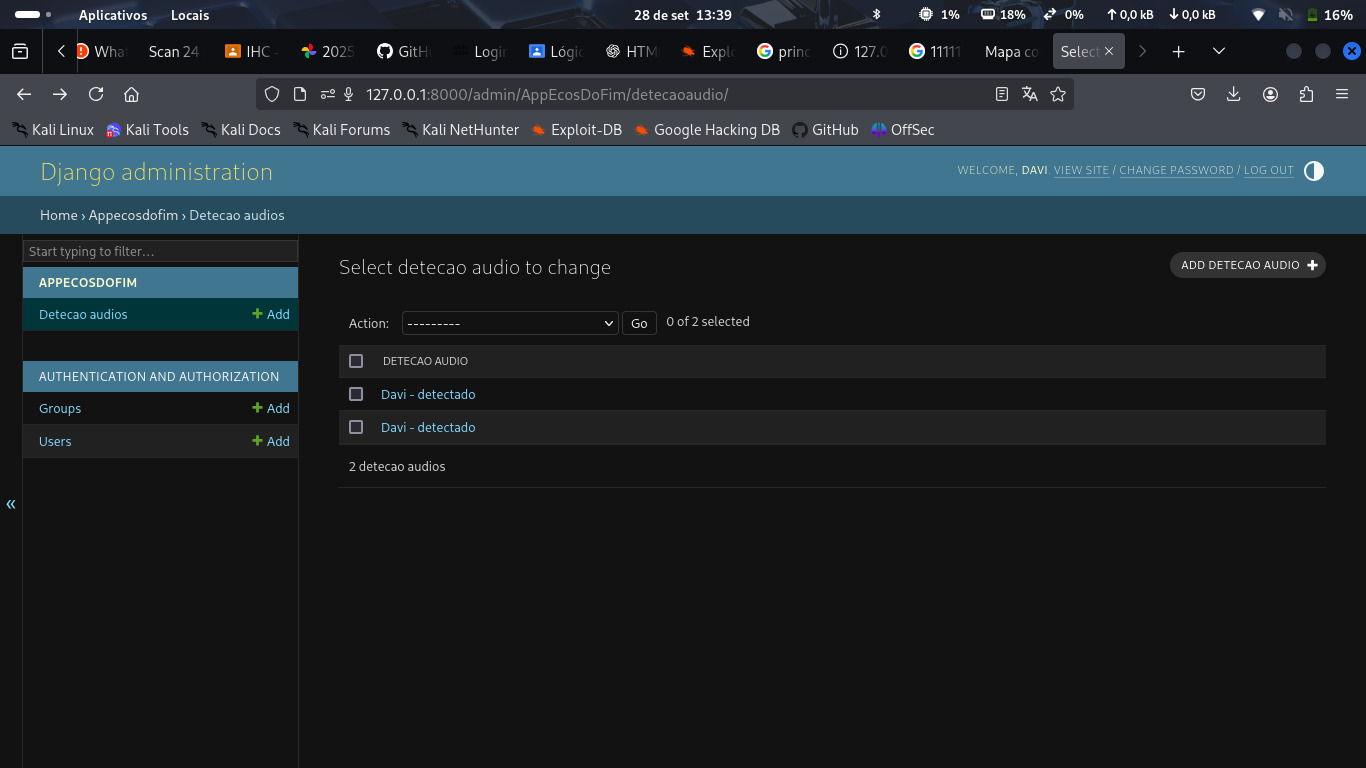 Aplicativos Locais 28 de set 13:39 1% 18% 0% 0,0 kB 0,0 kB 16%
What Scan 24 IHC - 2025 GitH Login Lógic HTM Explo princ 127.0 11111 Mapa co Select
127.0.0.1:8000/admin/AppEcosDoFim/detecaoaudio/
Kali Linux Kali Tools Kali Docs Kali Forums Kali NetHunter Exploit-DB Google Hacking DB GitHub OffSec
Django administration
WELCOME, DAVI. VIEW SITE / CHANGE PASSWORD / LOG OUT
Home › Appecosdofim › Detecao audios
Start typing to filter…
APPECOSDOFIM
Detecao audios Add
AUTHENTICATION AND AUTHORIZATION
Groups Add
Users Add
«
Select detecao audio to change
ADD DETECAO AUDIO
Action: --------- Go 0 of 2 selected
DETECAO AUDIO
Davi - detectado
Davi - detectado
2 detecao audios